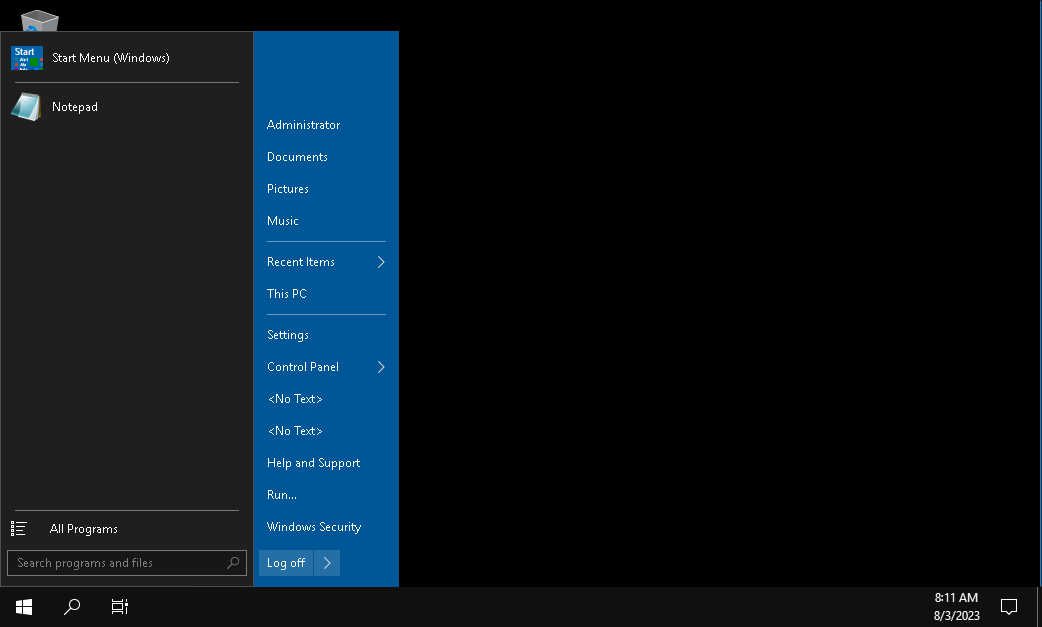 Start
Start Menu (Windows)
Notepad
All Programs
Search programs and files
Administrator
Documents
Pictures
Music
Recent Items
This PC
Settings
Control Panel
<No Text>
<No Text>
Help and Support
Run...
Windows Security
Log off
8:11 AM
8/3/2023